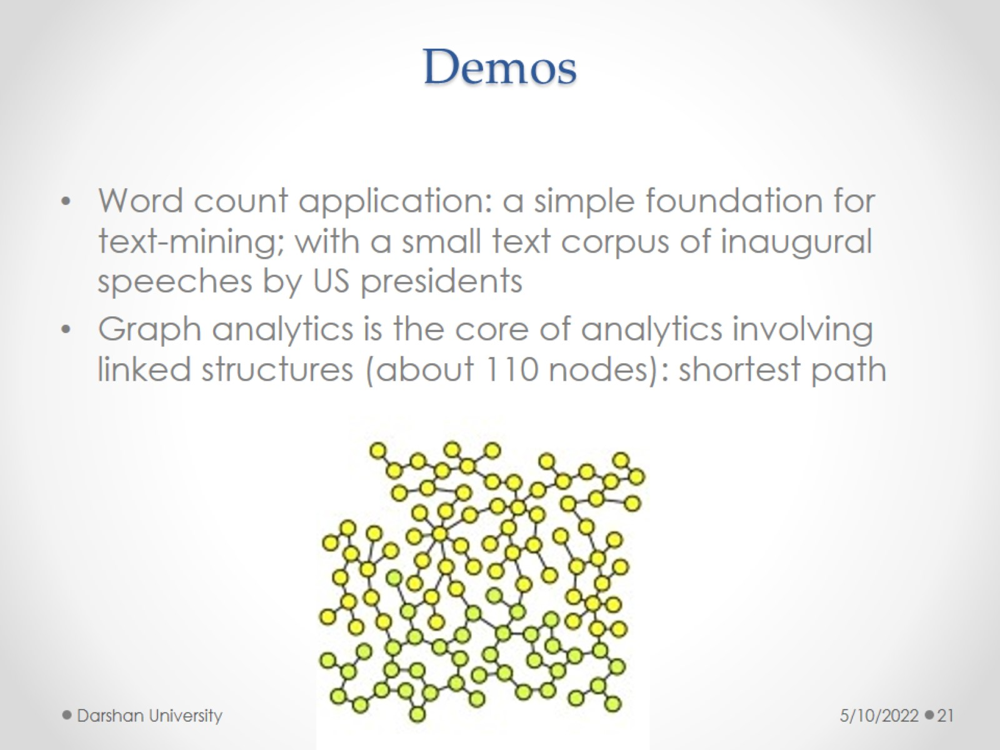 Demos
• Word count application: a simple foundation for
text-mining; with a small text corpus of inaugural
speeches by US presidents
• Graph analytics is the core of analytics involving
linked structures (about 110 nodes): shortest path
Darshan University
5/10/2022 21